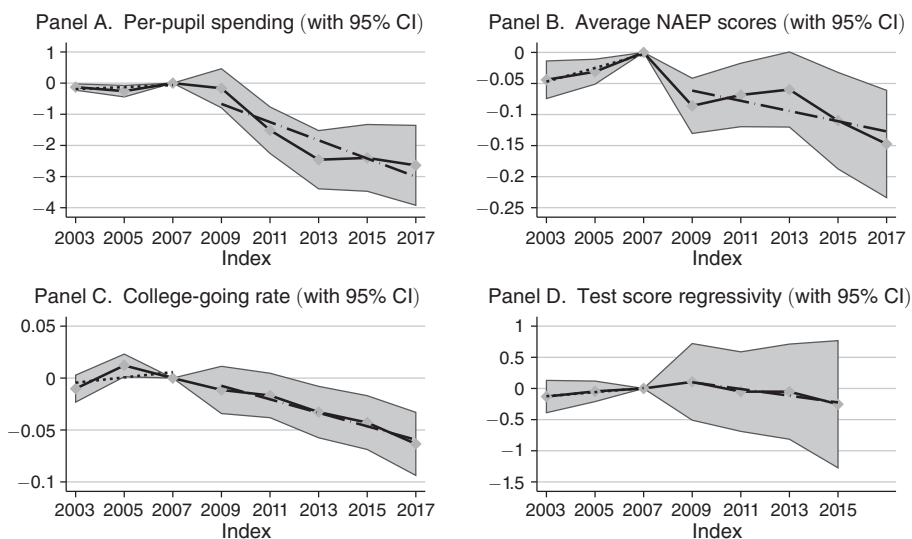 Panel A. Per-pupil spending (with 95% CI)
1
0
−1
−2
−3
−4
2003 2005 2007 2009 2011 2013 2015 2017
Index
Panel B. Average NAEP scores (with 95% CI)
0
−0.05
−0.1
−0.15
−0.2
−0.25
2003 2005 2007 2009 2011 2013 2015 2017
Index
Panel C. College-going rate (with 95% CI)
0.05
0
−0.05
−0.1
2003 2005 2007 2009 2011 2013 2015 2017
Index
Panel D. Test score regressivity (with 95% CI)
1
0.5
0
−0.5
−1
−1.5
2003 2005 2007 2009 2011 2013 2015
Index